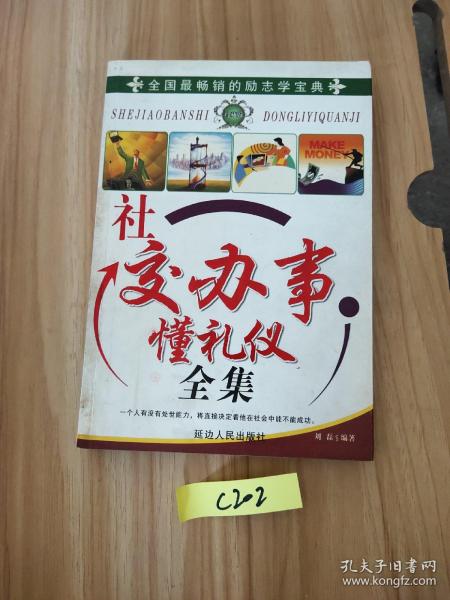 全国最畅销的励志学宝典
SHEJIAOBANSHI DONGLIYIQUANJI
MAKE
MONEY
社
交办事
懂礼仪
全集
一个人有没有处世能力，将直接决定着他在社会中能不能成功。
延边人民出版社
刘磊 编著
C202
孔夫子旧书网
www.kongfz.com